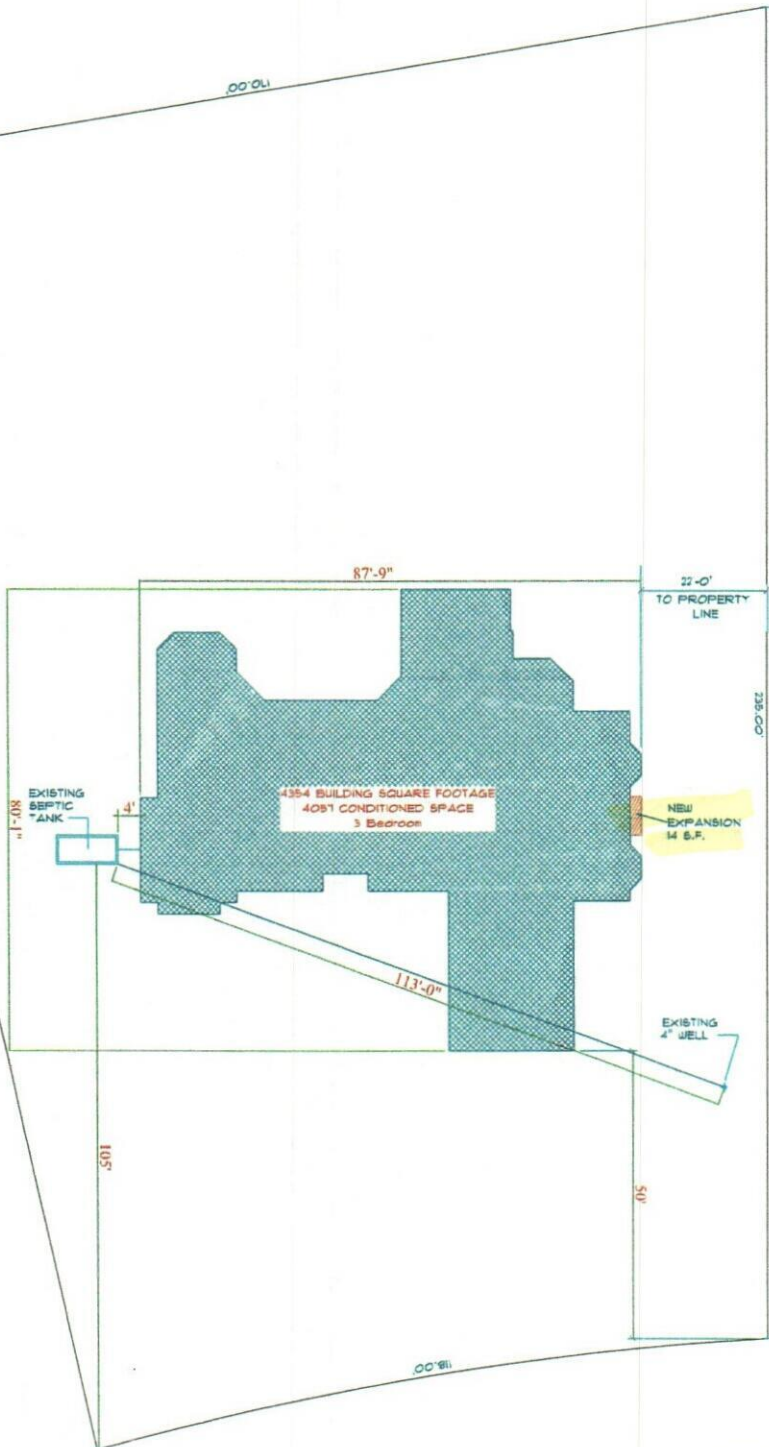 170.00'
87'-9"
22'-0"
TO PROPERTY
LINE
235.00'
EXISTING
SEPTIC
TANK
4'
80'-1"
4354 BUILDING SQUARE FOOTAGE
4057 CONDITIONED SPACE
3 Bedroom
NEW
EXPANSION
14 S.F.
113'-0"
EXISTING
4" WELL
105'
50'
118.00'